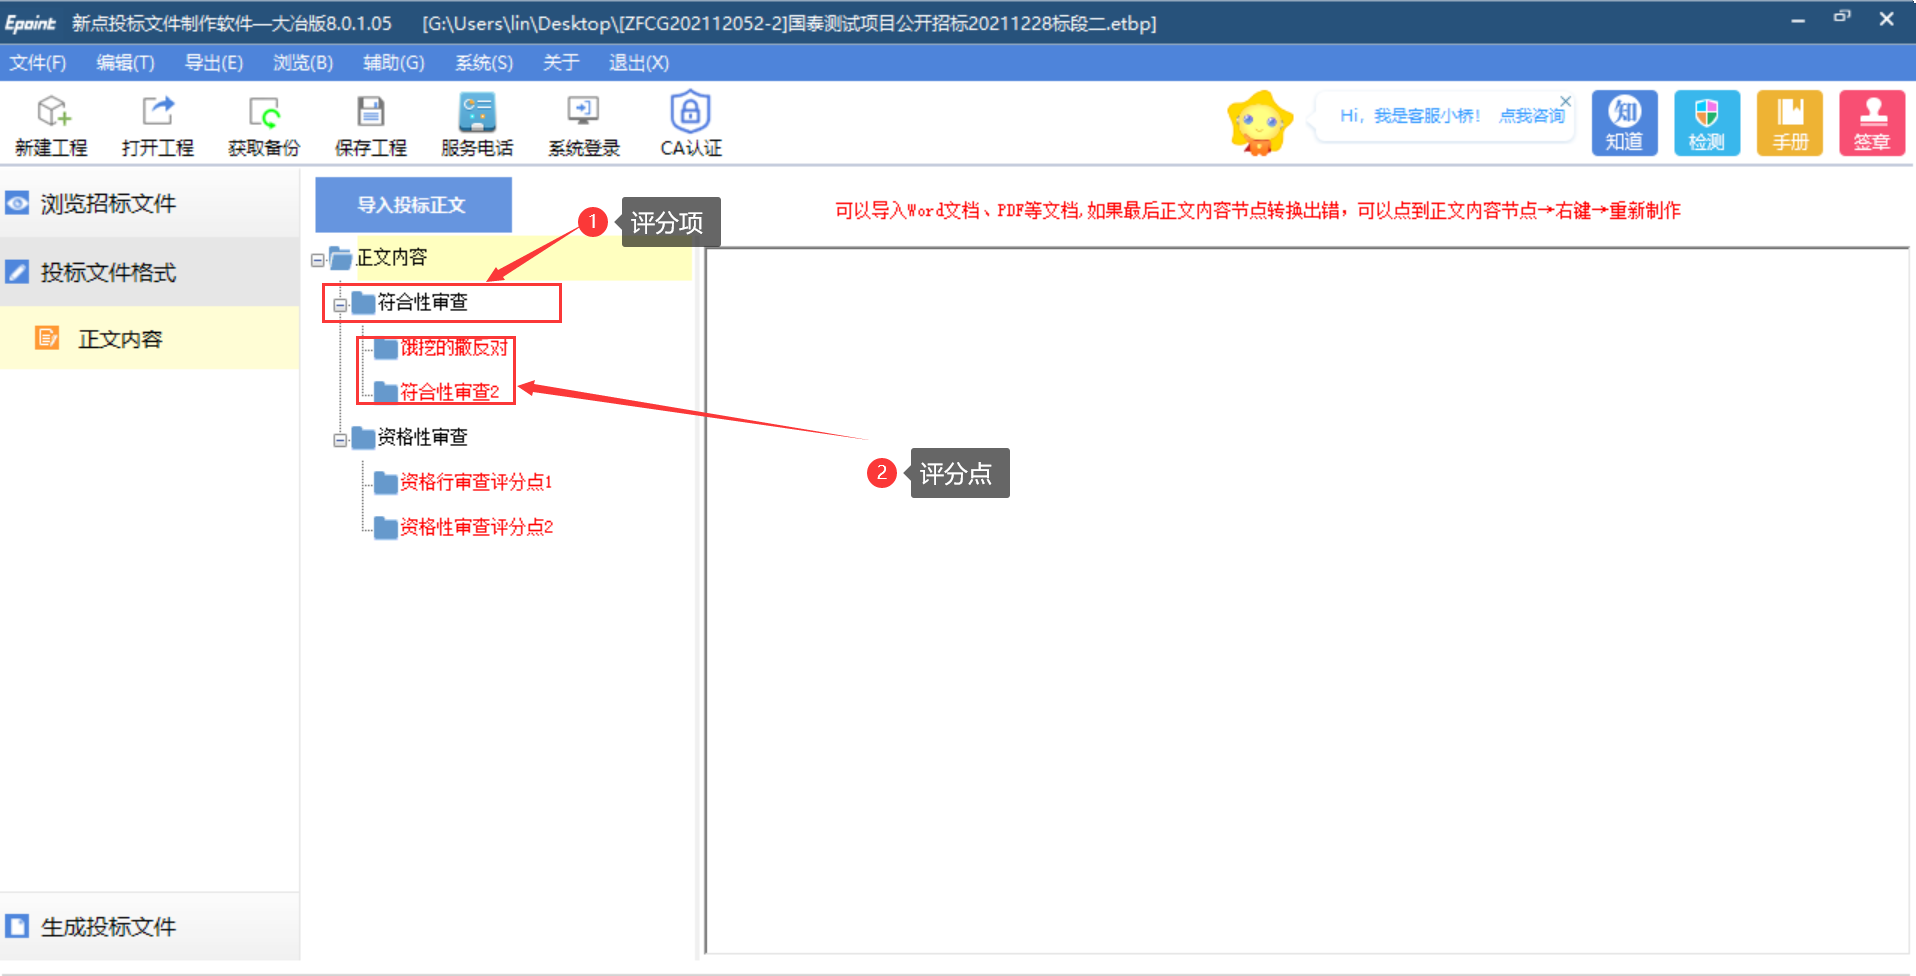 Epoint 新点投标文件制作软件—大冶版8.0.1.05 [G:\Users\lin\Desktop\[ZFCG202112052-2]国泰测试项目公开招标20211228标段二.etbp]
文件(F) 编辑(T) 导出(E) 浏览(B) 辅助(G) 系统(S) 关于 退出(X)
新建工程 打开工程 获取备份 保存工程 服务电话 系统登录 CA认证
Hi，我是客服小桥！ 点我咨询
知
知道 检测 手册 签章
浏览招标文件
投标文件格式
正文内容
生成投标文件
导入投标正文
可以导入Word文档、PDF等文档,如果最后正文内容节点转换出错，可以点到正文内容节点→右键→重新制作
1 评分项
正文内容
符合性审查
饿挖的撒反对
符合性审查2
资格性审查
资格行审查评分点1
资格性审查评分点2
2 评分点